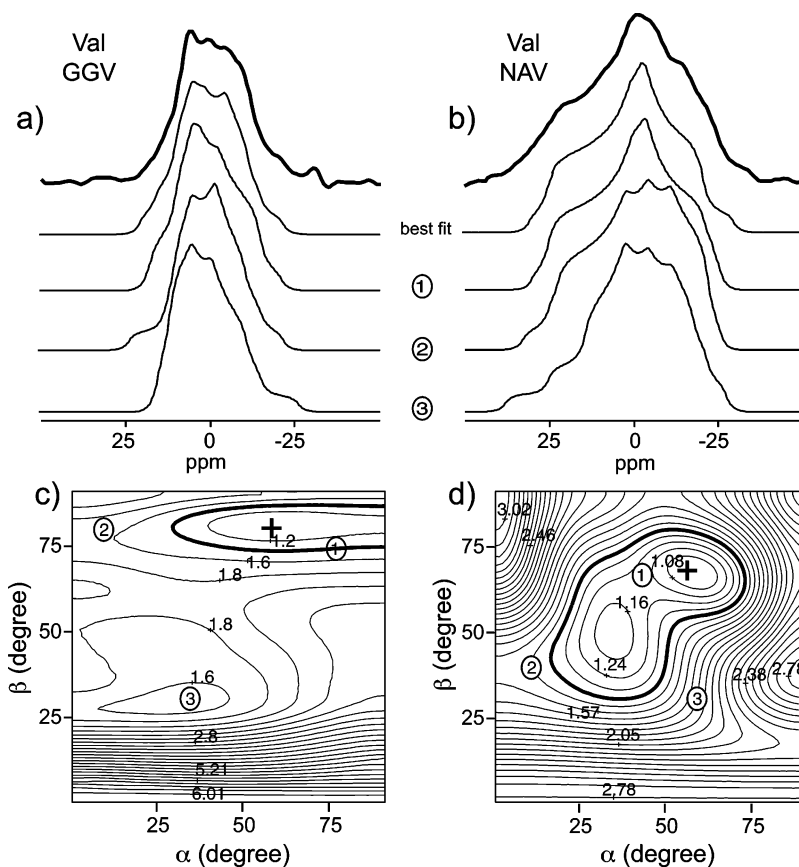 Val
GGV
a)
Val
NAV
b)
best fit
1
2
3
25 0 -25
ppm
25 0 -25
ppm
c)
2
75
1.2
1
1.6
1.8
50
1.8
1.6
3
25
2.8
5.21
6.01
25 50 75
α (degree)
β (degree)
d)
3.02
2.46
75
1
1.08
1.16
50
2
1.24
3
2.38
2.78
25
1.57
2.05
2,78
25 50 75
α (degree)
β (degree)